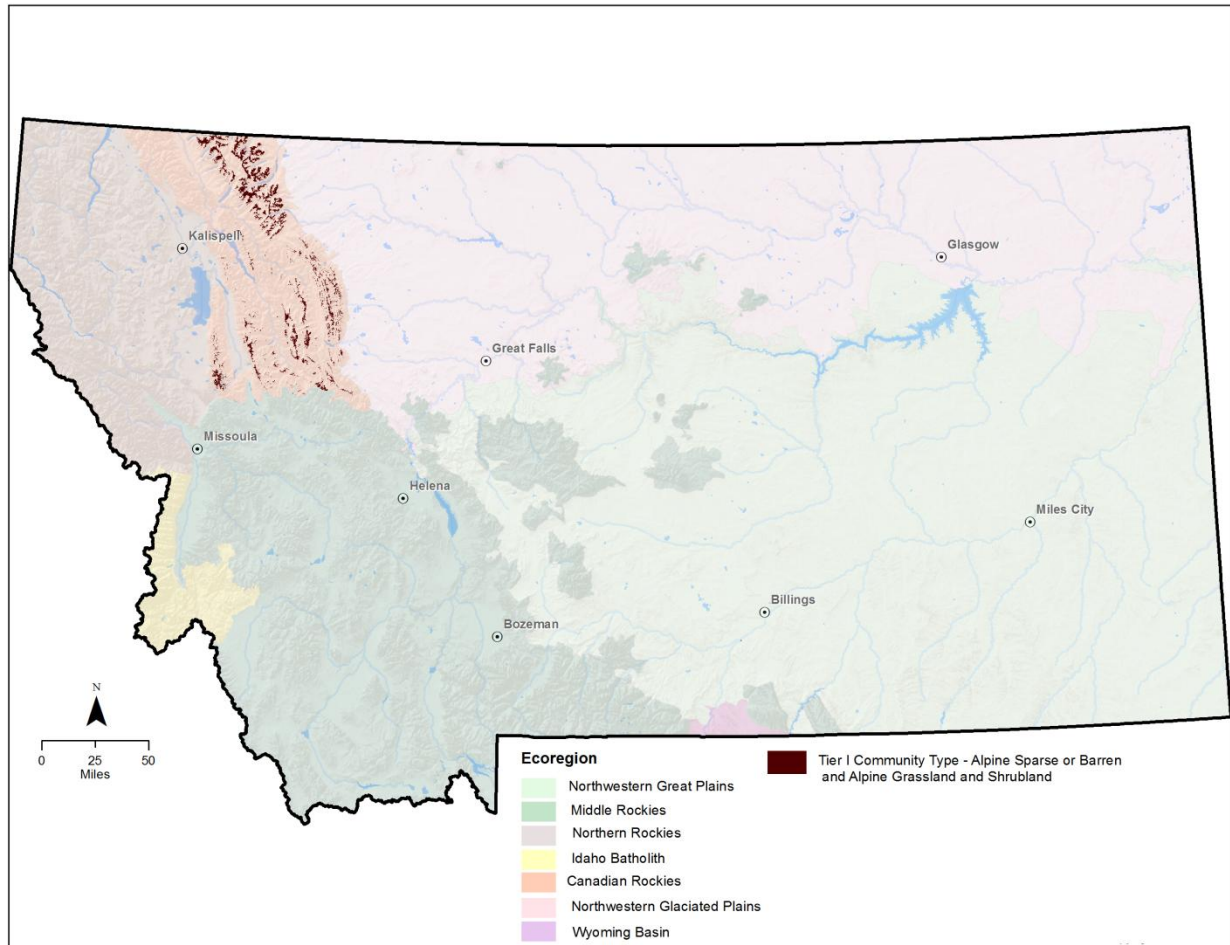 Kalispell
Glasgow
Great Falls
Missoula
Helena
Miles City
Billings
Bozeman
N
0 25 50
Miles
Ecoregion
Northwestern Great Plains
Middle Rockies
Northern Rockies
Idaho Batholith
Canadian Rockies
Northwestern Glaciated Plains
Wyoming Basin
Tier I Community Type - Alpine Sparse or Barren
and Alpine Grassland and Shrubland